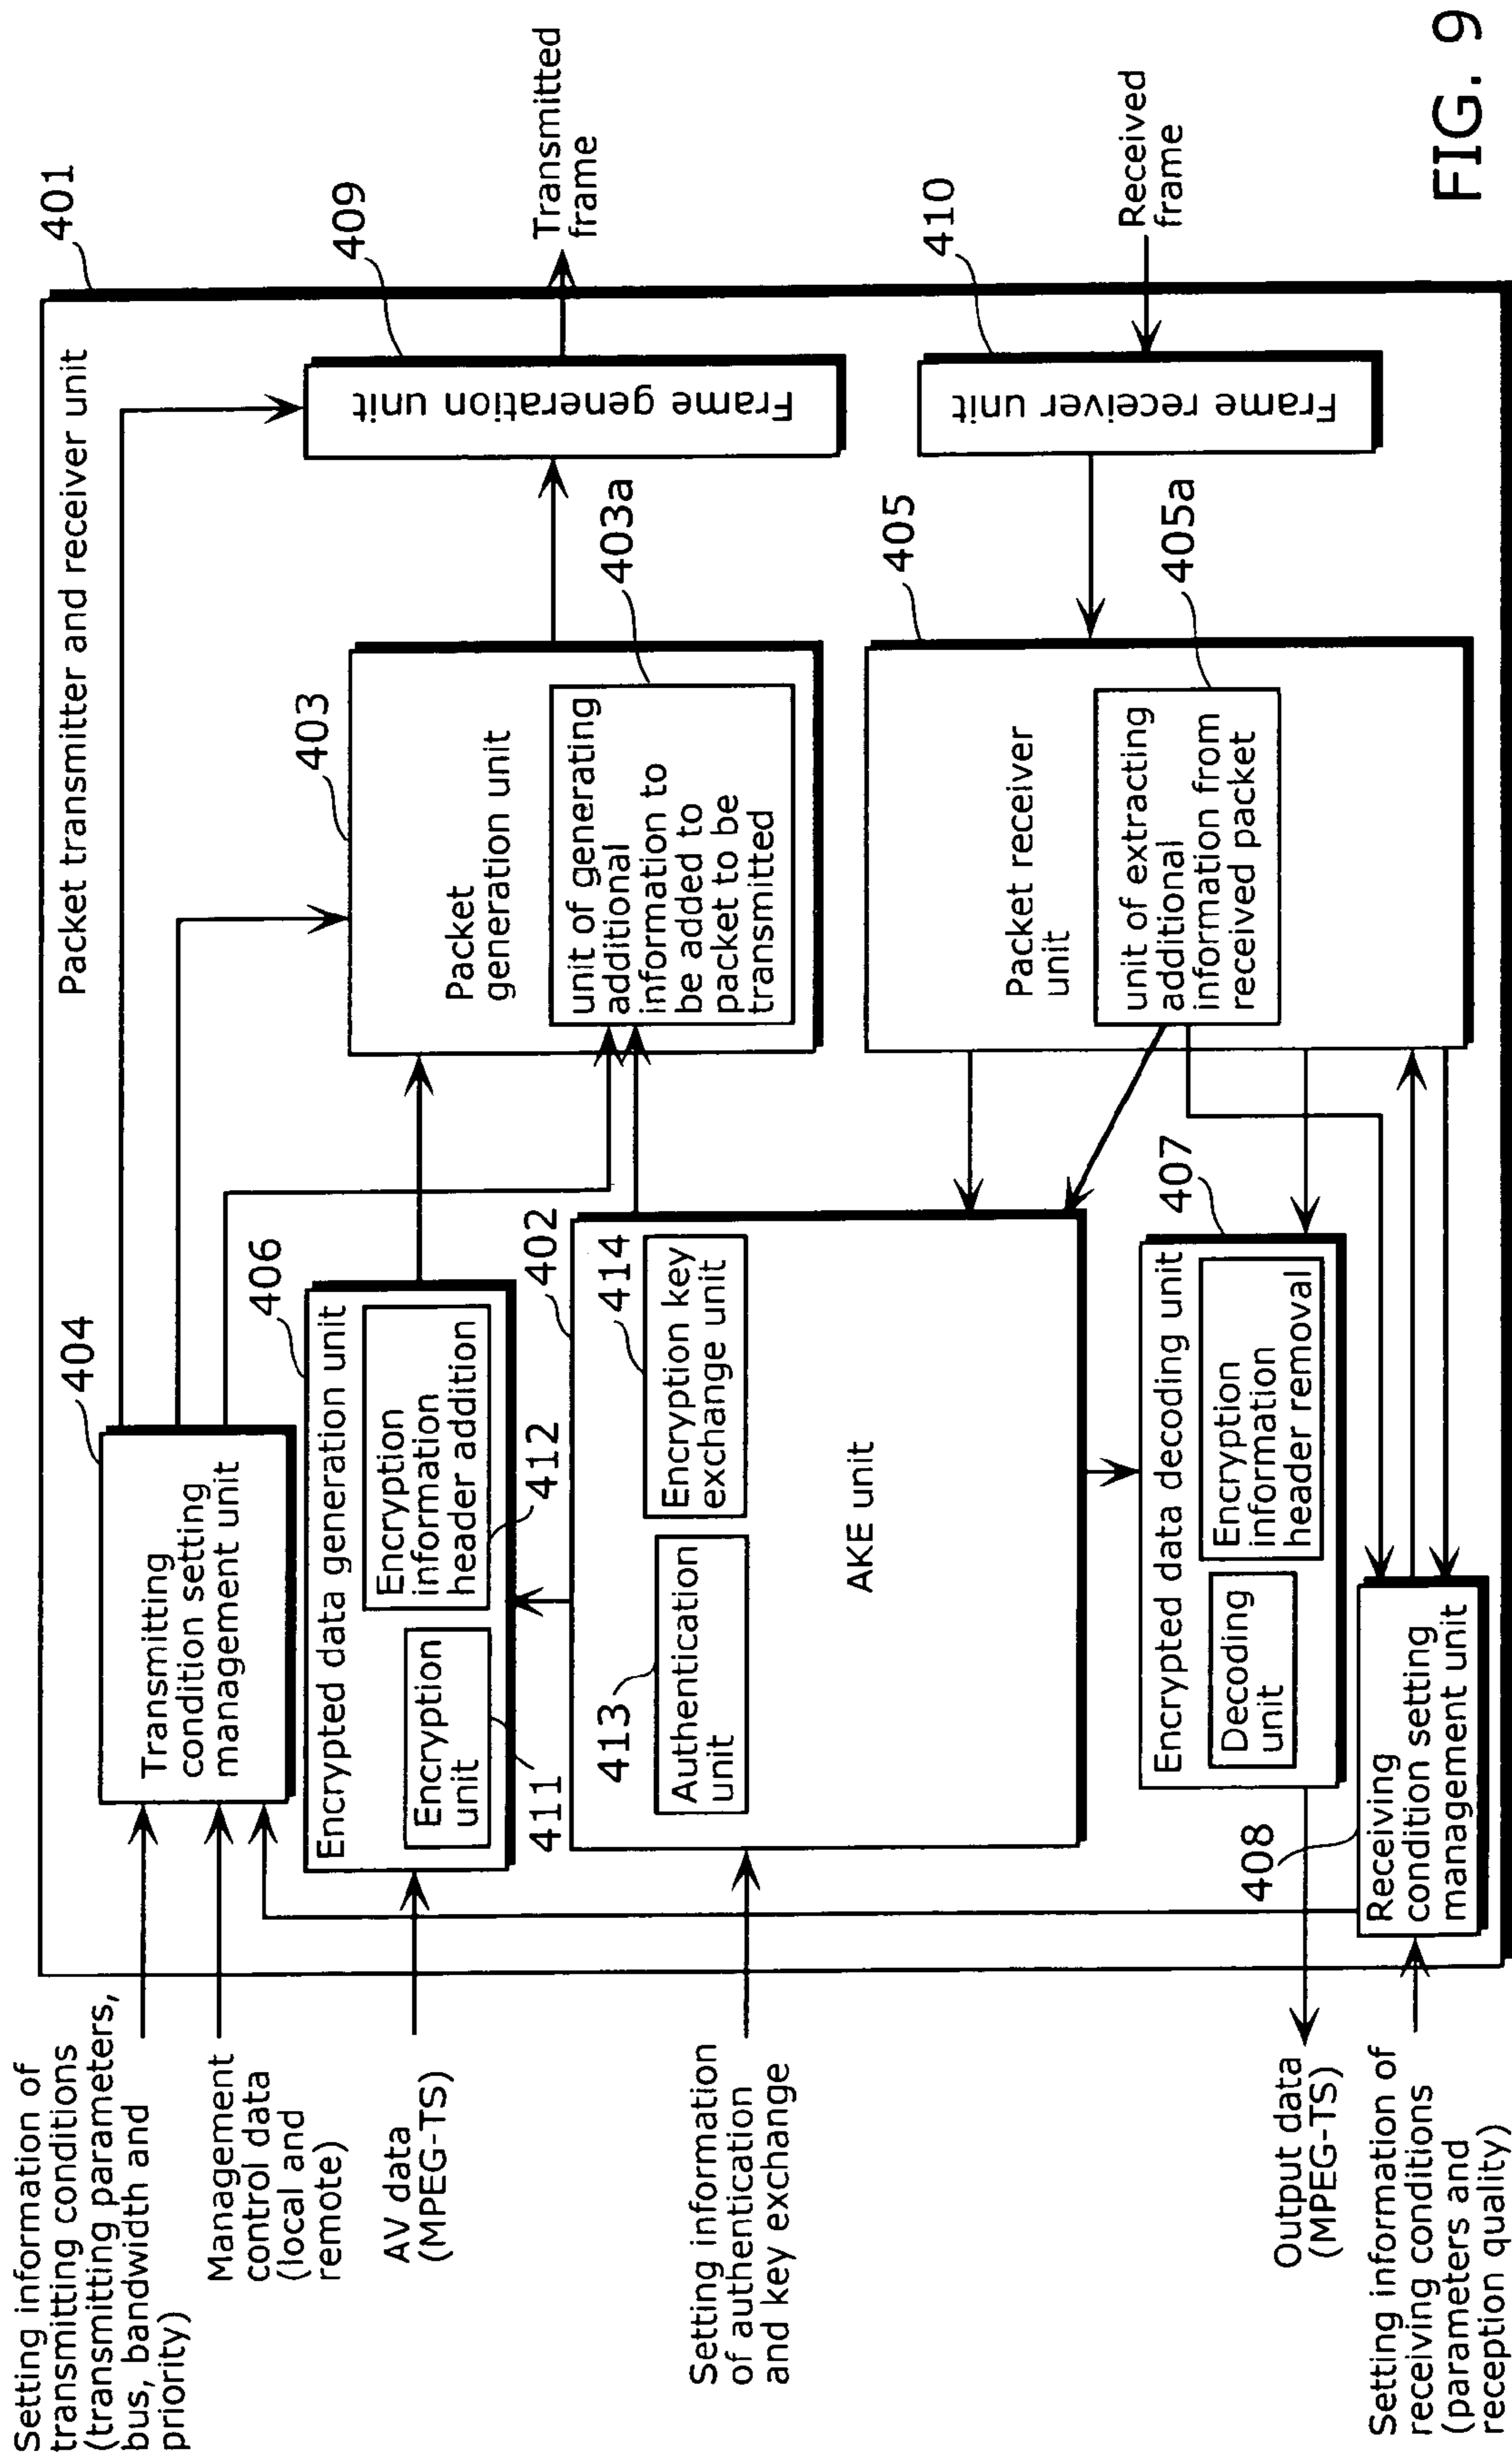 401
Packet transmitter and receiver unit
Setting information of
transmitting conditions
(transmitting parameters,
bus, bandwidth and
priority)
Management
control data
(local and
remote)
AV data
(MPEG-TS)
Setting information
of authentication
and key exchange
Output data
(MPEG-TS)
Setting information of
receiving conditions
(parameters and
reception quality)
404
Transmitting
condition setting
management unit
406
Encrypted data generation unit
Encryption
unit
411
Encryption
information
header addition
412
402
413
Authentication
unit
414
Encryption key
exchange unit
AKE unit
407
Encrypted data decoding unit
Decoding
unit
Encryption
information
header removal
408
Receiving
condition setting
management unit
403
Packet
generation unit
403a
unit of generating
additional
information to
be added to
packet to be
transmitted
405
Packet receiver
unit
405a
unit of extracting
additional
information from
received packet
409
Frame generation unit
Transmitted
frame
410
Frame receiver unit
Received
frame
FIG. 9